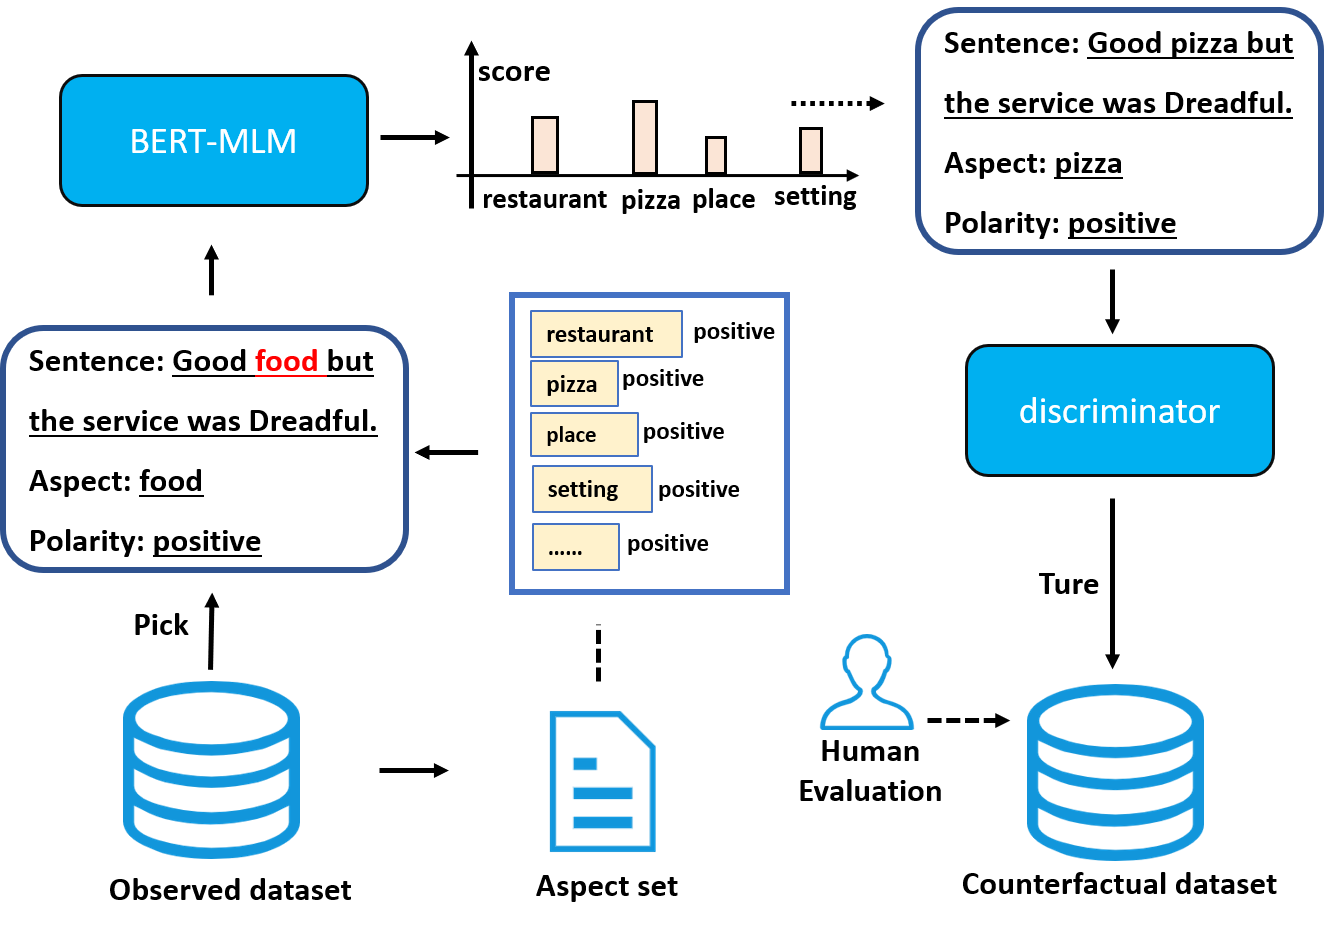 BERT-MLM
score
restaurant pizza place setting
Sentence: Good pizza but
the service was Dreadful.
Aspect: pizza
Polarity: positive
Sentence: Good food but
the service was Dreadful.
Aspect: food
Polarity: positive
restaurant positive
pizza positive
place positive
setting positive
...... positive
discriminator
Pick
Ture
Human
Evaluation
Observed dataset
Aspect set
Counterfactual dataset